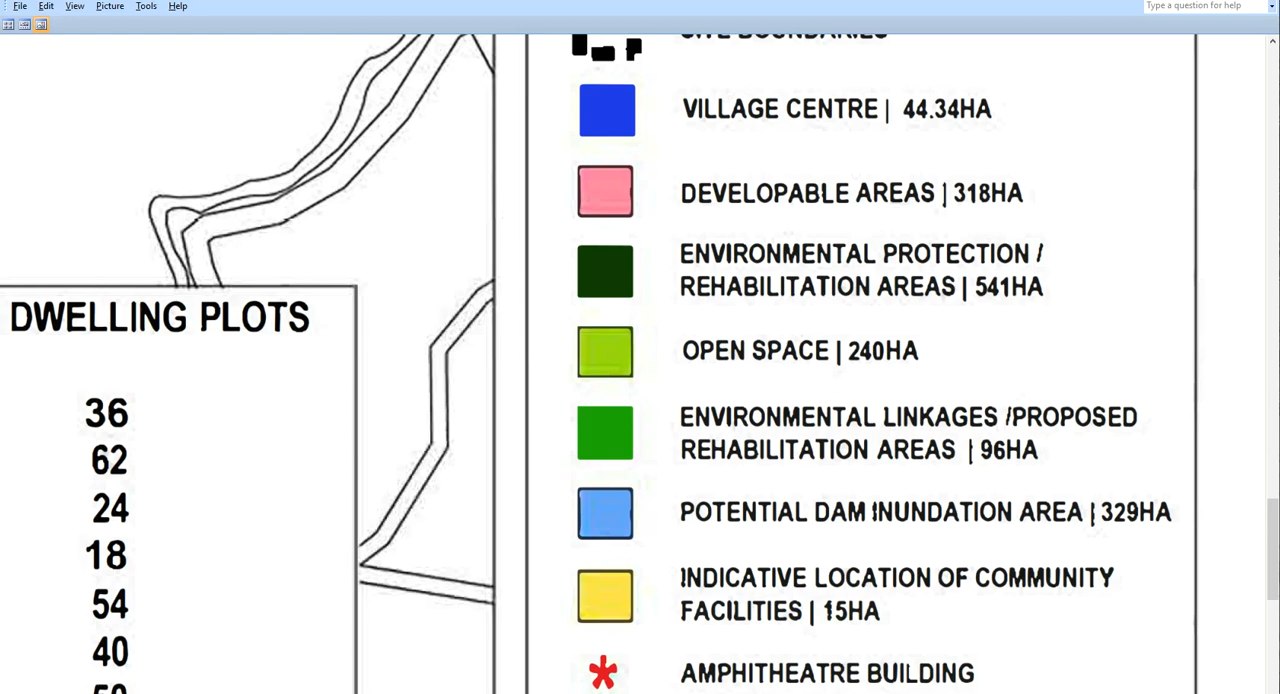 File Edit View Picture Tools Help
Type a question for help
SITE BOUNDARIES
VILLAGE CENTRE | 44.34HA
DEVELOPABLE AREAS | 318HA
ENVIRONMENTAL PROTECTION /
REHABILITATION AREAS | 541HA
OPEN SPACE | 240HA
ENVIRONMENTAL LINKAGES /PROPOSED
REHABILITATION AREAS | 96HA
POTENTIAL DAM INUNDATION AREA | 329HA
INDICATIVE LOCATION OF COMMUNITY
FACILITIES | 15HA
AMPHITHEATRE BUILDING
DWELLING PLOTS
36
62
24
18
54
40